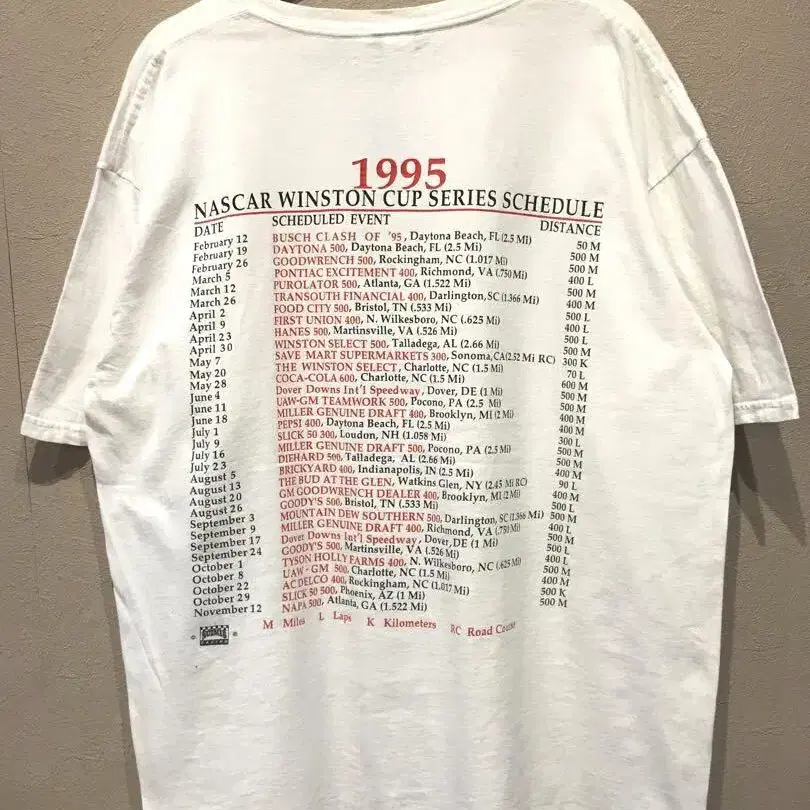 1995
NASCAR WINSTON CUP SERIES SCHEDULE
DATE SCHEDULED EVENT DISTANCE
February 12 BUSCH CLASH OF '95, Daytona Beach, FL (2.5 Mi) 50 M
February 19 DAYTONA 500, Daytona Beach, FL (2.5 Mi) 500 M
February 26 GOODWRENCH 500, Rockingham, NC (1.017 Mi) 500 M
March 5 PONTIAC EXCITEMENT 400, Richmond, VA (.750 Mi) 400 L
March 12 PUROLATOR 500, Atlanta, GA (1.522 Mi) 500 M
March 26 TRANSOUTH FINANCIAL 400, Darlington, SC (1.366 Mi) 400 M
April 2 FOOD CITY 500, Bristol, TN (.533 Mi) 500 L
April 9 FIRST UNION 400, N. Wilkesboro, NC (.625 Mi) 400 L
April 23 HANES 500, Martinsville, VA (.526 Mi) 500 L
April 30 WINSTON SELECT 500, Talladega, AL (2.66 Mi) 500 M
May 7 SAVE MART SUPERMARKETS 300, Sonoma, CA (2.52 Mi RC) 300 K
May 20 THE WINSTON SELECT, Charlotte, NC (1.5 Mi) 70 L
May 28 COCA-COLA 600, Charlotte, NC (1.5 Mi) 600 M
June 4 Dover Downs Int'l Speedway, Dover, DE (1 Mi) 500 M
June 11 UAW-GM TEAMWORK 500, Pocono, PA (2.5 Mi) 500 M
June 18 MILLER GENUINE DRAFT 400, Brooklyn, MI (2 Mi) 400 M
July 1 PEPSI 400, Daytona Beach, FL (2.5 Mi) 400 M
July 9 SLICK 50 300, Loudon, NH (1.058 Mi) 300 L
July 16 MILLER GENUINE DRAFT 500, Pocono, PA (2.5 Mi) 500 M
July 23 DIEHARD 500, Talladega, AL (2.66 Mi) 500 M
August 5 BRICKYARD 400, Indianapolis, IN (2.5 Mi) 400 M
August 13 THE BUD AT THE GLEN, Watkins Glen, NY (2.45 Mi RC) 90 L
August 20 GM GOODWRENCH DEALER 400, Brooklyn, MI (2 Mi) 400 M
August 26 GOODY'S 500, Bristol, TN (.533 Mi) 500 L
September 3 MOUNTAIN DEW SOUTHERN 500, Darlington, SC (1.366 Mi) 500 M
September 9 MILLER GENUINE DRAFT 400, Richmond, VA (.750 Mi) 400 L
September 17 Dover Downs Int'l Speedway, Dover, DE (1 Mi) 500 M
September 24 GOODY'S 500, Martinsville, VA (.526 Mi) 500 L
October 1 TYSON HOLLY FARMS 400, N. Wilkesboro, NC (.625 Mi) 400 L
October 8 UAW-GM 500, Charlotte, NC (1.5 Mi) 500 M
October 22 AC DELCO 400, Rockingham, NC (1.017 Mi) 400 M
October 29 SLICK 50 500, Phoenix, AZ (1 Mi) 500 K
November 12 NAPA 500, Atlanta, GA (1.522 Mi) 500 M
M Miles L Laps K Kilometers RC Road Course